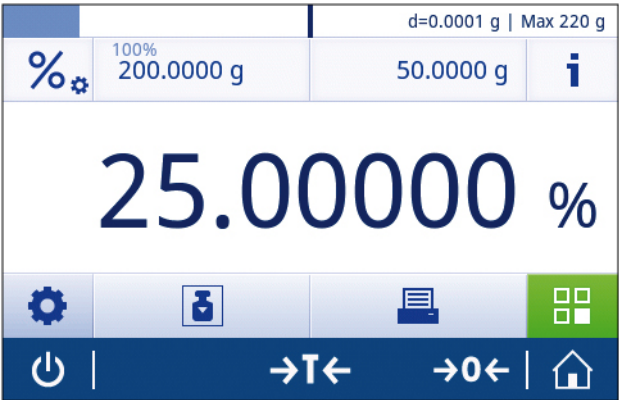 d=0.0001 g | Max 220 g
%
100%
200.0000 g
50.0000 g
i
25.00000 %
→T← →0←